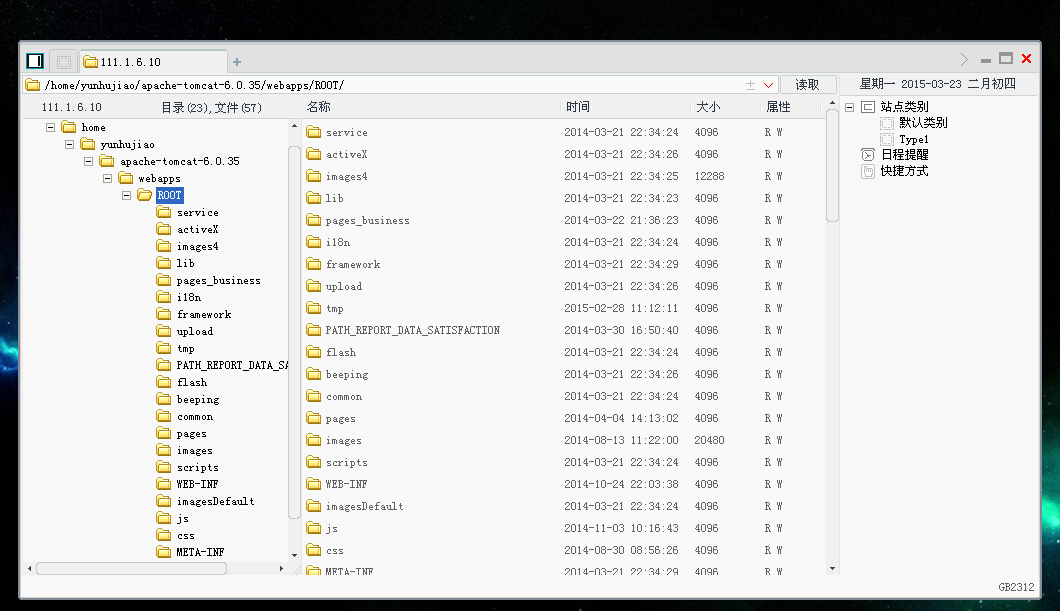 111.1.6.10
/home/yunhujiao/apache-tomcat-6.0.35/webapps/ROOT/
读取
星期一 2015-03-23 二月初四
111.1.6.10 目录(23),文件(57)
home
yunhujiao
apache-tomcat-6.0.35
webapps
ROOT
service
activeX
images4
lib
pages_business
i18n
framework
upload
tmp
PATH_REPORT_DATA_SA
flash
beeping
common
pages
images
scripts
WEB-INF
imagesDefault
js
css
META-INF
名称 时间 大小 属性
service 2014-03-21 22:34:24 4096 R W
activeX 2014-03-21 22:34:26 4096 R W
images4 2014-03-21 22:34:25 12288 R W
lib 2014-03-21 22:34:23 4096 R W
pages_business 2014-03-22 21:36:23 4096 R W
i18n 2014-03-21 22:34:24 4096 R W
framework 2014-03-21 22:34:29 4096 R W
upload 2014-03-21 22:34:26 4096 R W
tmp 2015-02-28 11:12:11 4096 R W
PATH_REPORT_DATA_SATISFACTION 2014-03-30 16:50:40 4096 R W
flash 2014-03-21 22:34:24 4096 R W
beeping 2014-03-21 22:34:26 4096 R W
common 2014-03-21 22:34:24 4096 R W
pages 2014-04-04 14:13:02 4096 R W
images 2014-08-13 11:22:00 20480 R W
scripts 2014-03-21 22:34:24 4096 R W
WEB-INF 2014-10-24 22:03:38 4096 R W
imagesDefault 2014-03-21 22:34:24 4096 R W
js 2014-11-03 10:16:43 4096 R W
css 2014-08-30 08:56:26 4096 R W
META-INF 2014-03-21 22:34:29 4096 R W
站点类别
默认类别
Type1
日程提醒
快捷方式
GB2312